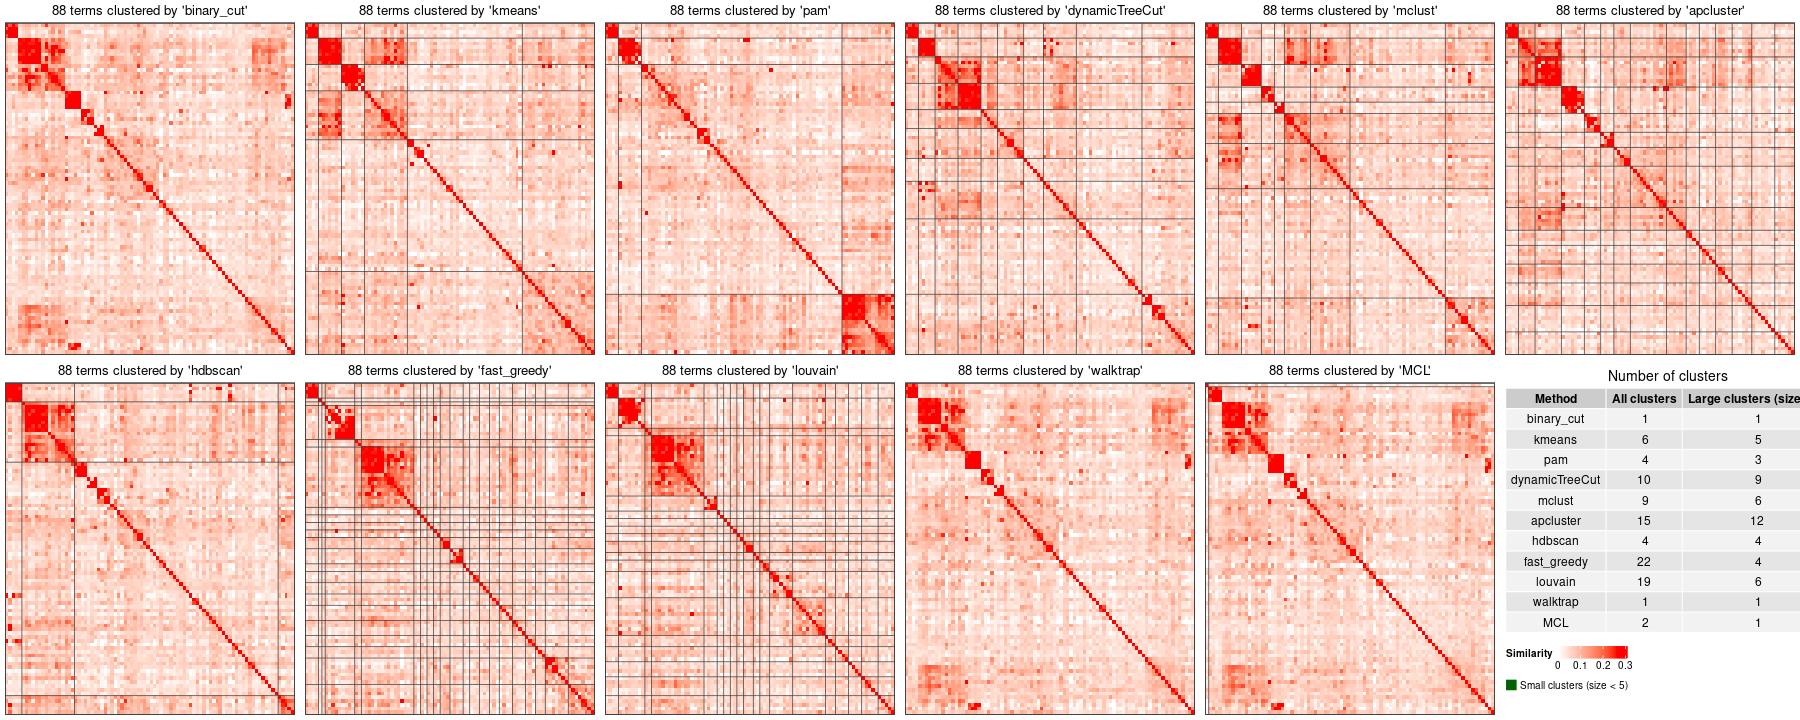 88 terms clustered by 'binary_cut'
88 terms clustered by 'kmeans'
88 terms clustered by 'pam'
88 terms clustered by 'dynamicTreeCut'
88 terms clustered by 'mclust'
88 terms clustered by 'apcluster'
88 terms clustered by 'hdbscan'
88 terms clustered by 'fast_greedy'
88 terms clustered by 'louvain'
88 terms clustered by 'walktrap'
88 terms clustered by 'MCL'
Number of clusters
Method All clusters Large clusters (size
binary_cut 1 1
kmeans 6 5
pam 4 3
dynamicTreeCut 10 9
mclust 9 6
apcluster 15 12
hdbscan 4 4
fast_greedy 22 4
louvain 19 6
walktrap 1 1
MCL 2 1
Similarity
0 0.1 0.2 0.3
Small clusters (size < 5)